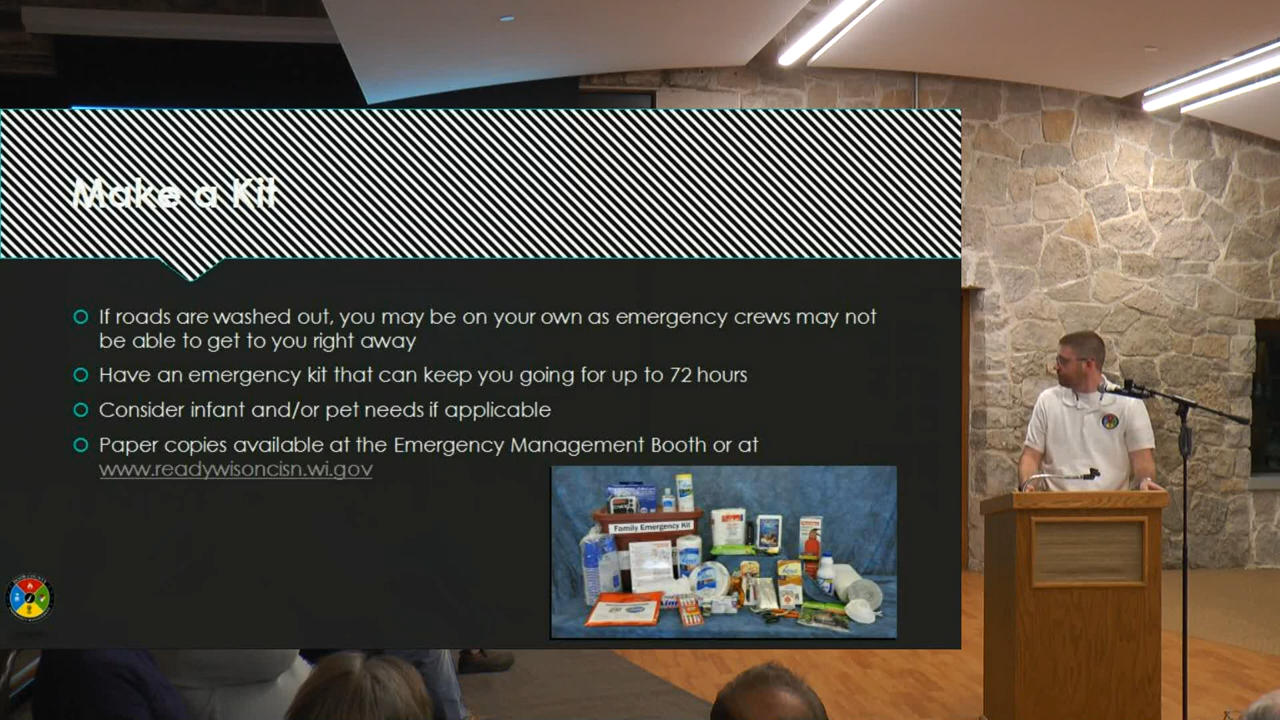 Make a Kit
If roads are washed out, you may be on your own as emergency crews may not
be able to get to you right away
Have an emergency kit that can keep you going for up to 72 hours
Consider infant and/or pet needs if applicable
Paper copies available at the Emergency Management Booth or at
www.readywisoncisn.wi.gov
Family Emergency Kit